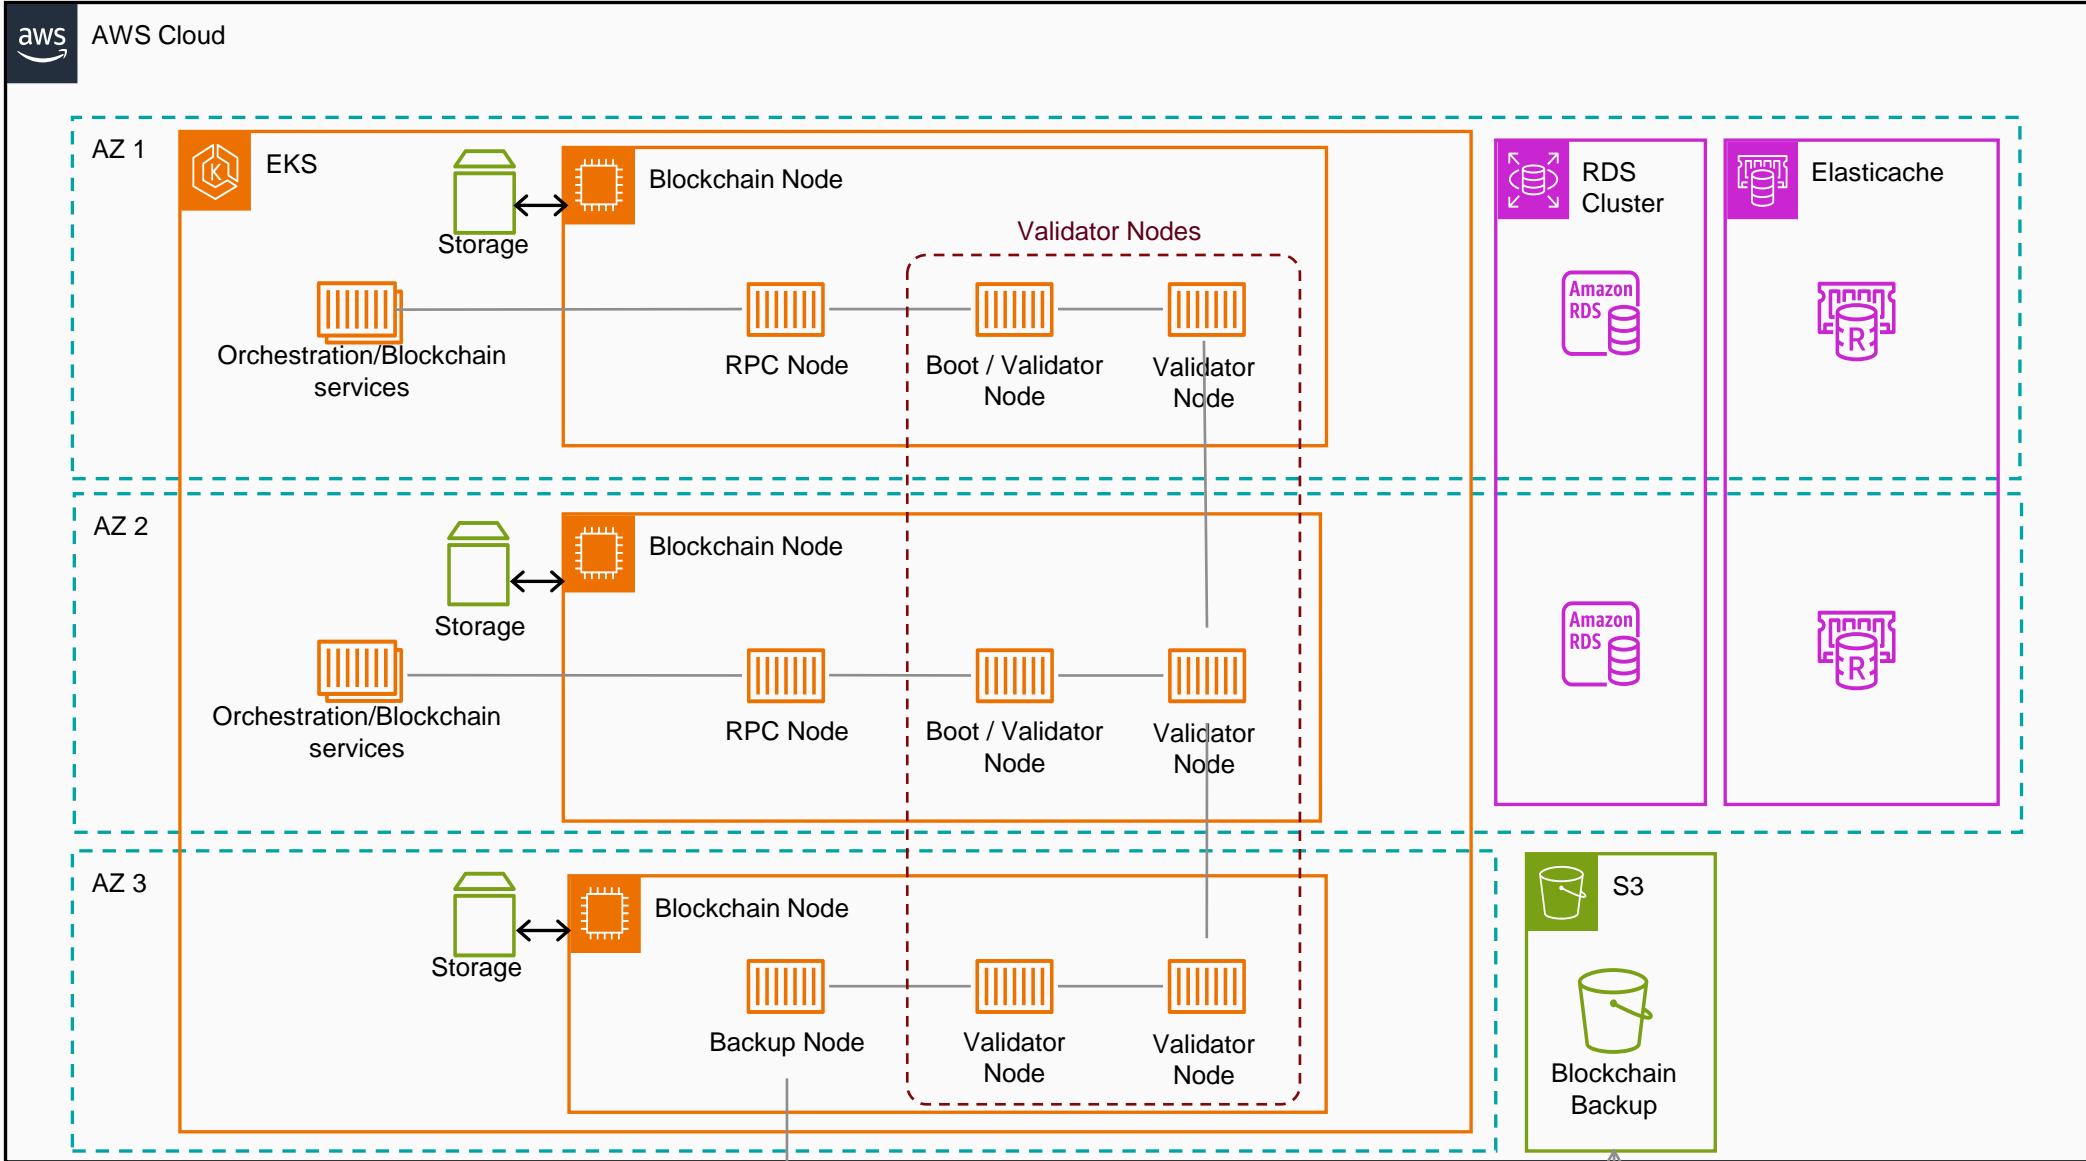 aws
AWS Cloud
AZ 1
EKS
K
Storage
Blockchain Node
Validator Nodes
Orchestration/Blockchain
services
RPC Node
Boot / Validator
Node
Validator
Node
RDS
Cluster
Amazon
RDS
Elasticache
R
AZ 2
Storage
Blockchain Node
Orchestration/Blockchain
services
RPC Node
Boot / Validator
Node
Validator
Node
Amazon
RDS
R
AZ 3
Storage
Blockchain Node
Backup Node
Validator
Node
Validator
Node
S3
Blockchain
Backup